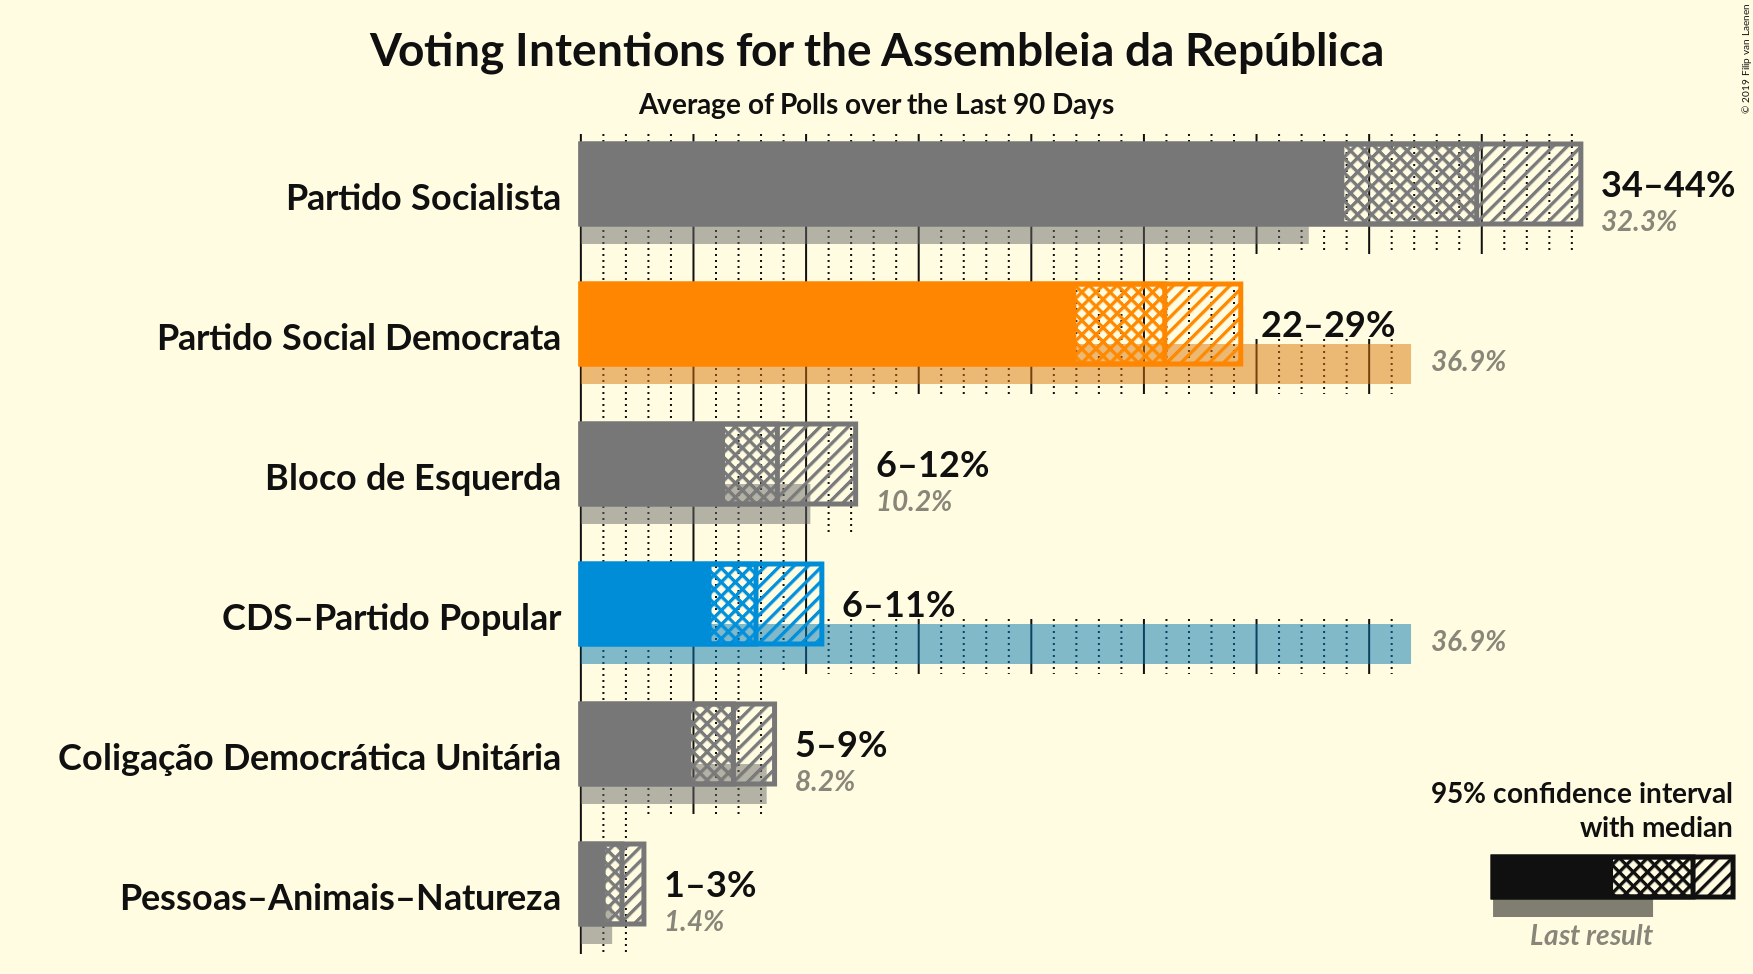 Voting Intentions for the Assembleia da República
Average of Polls over the Last 90 Days
© 2019 Filip van Laenen
Partido Socialista
34–44%
32.3%
Partido Social Democrata
22–29%
36.9%
Bloco de Esquerda
6–12%
10.2%
CDS–Partido Popular
6–11%
36.9%
Coligação Democrática Unitária
5–9%
8.2%
Pessoas–Animais–Natureza
1–3%
1.4%
95% confidence interval
with median
Last result